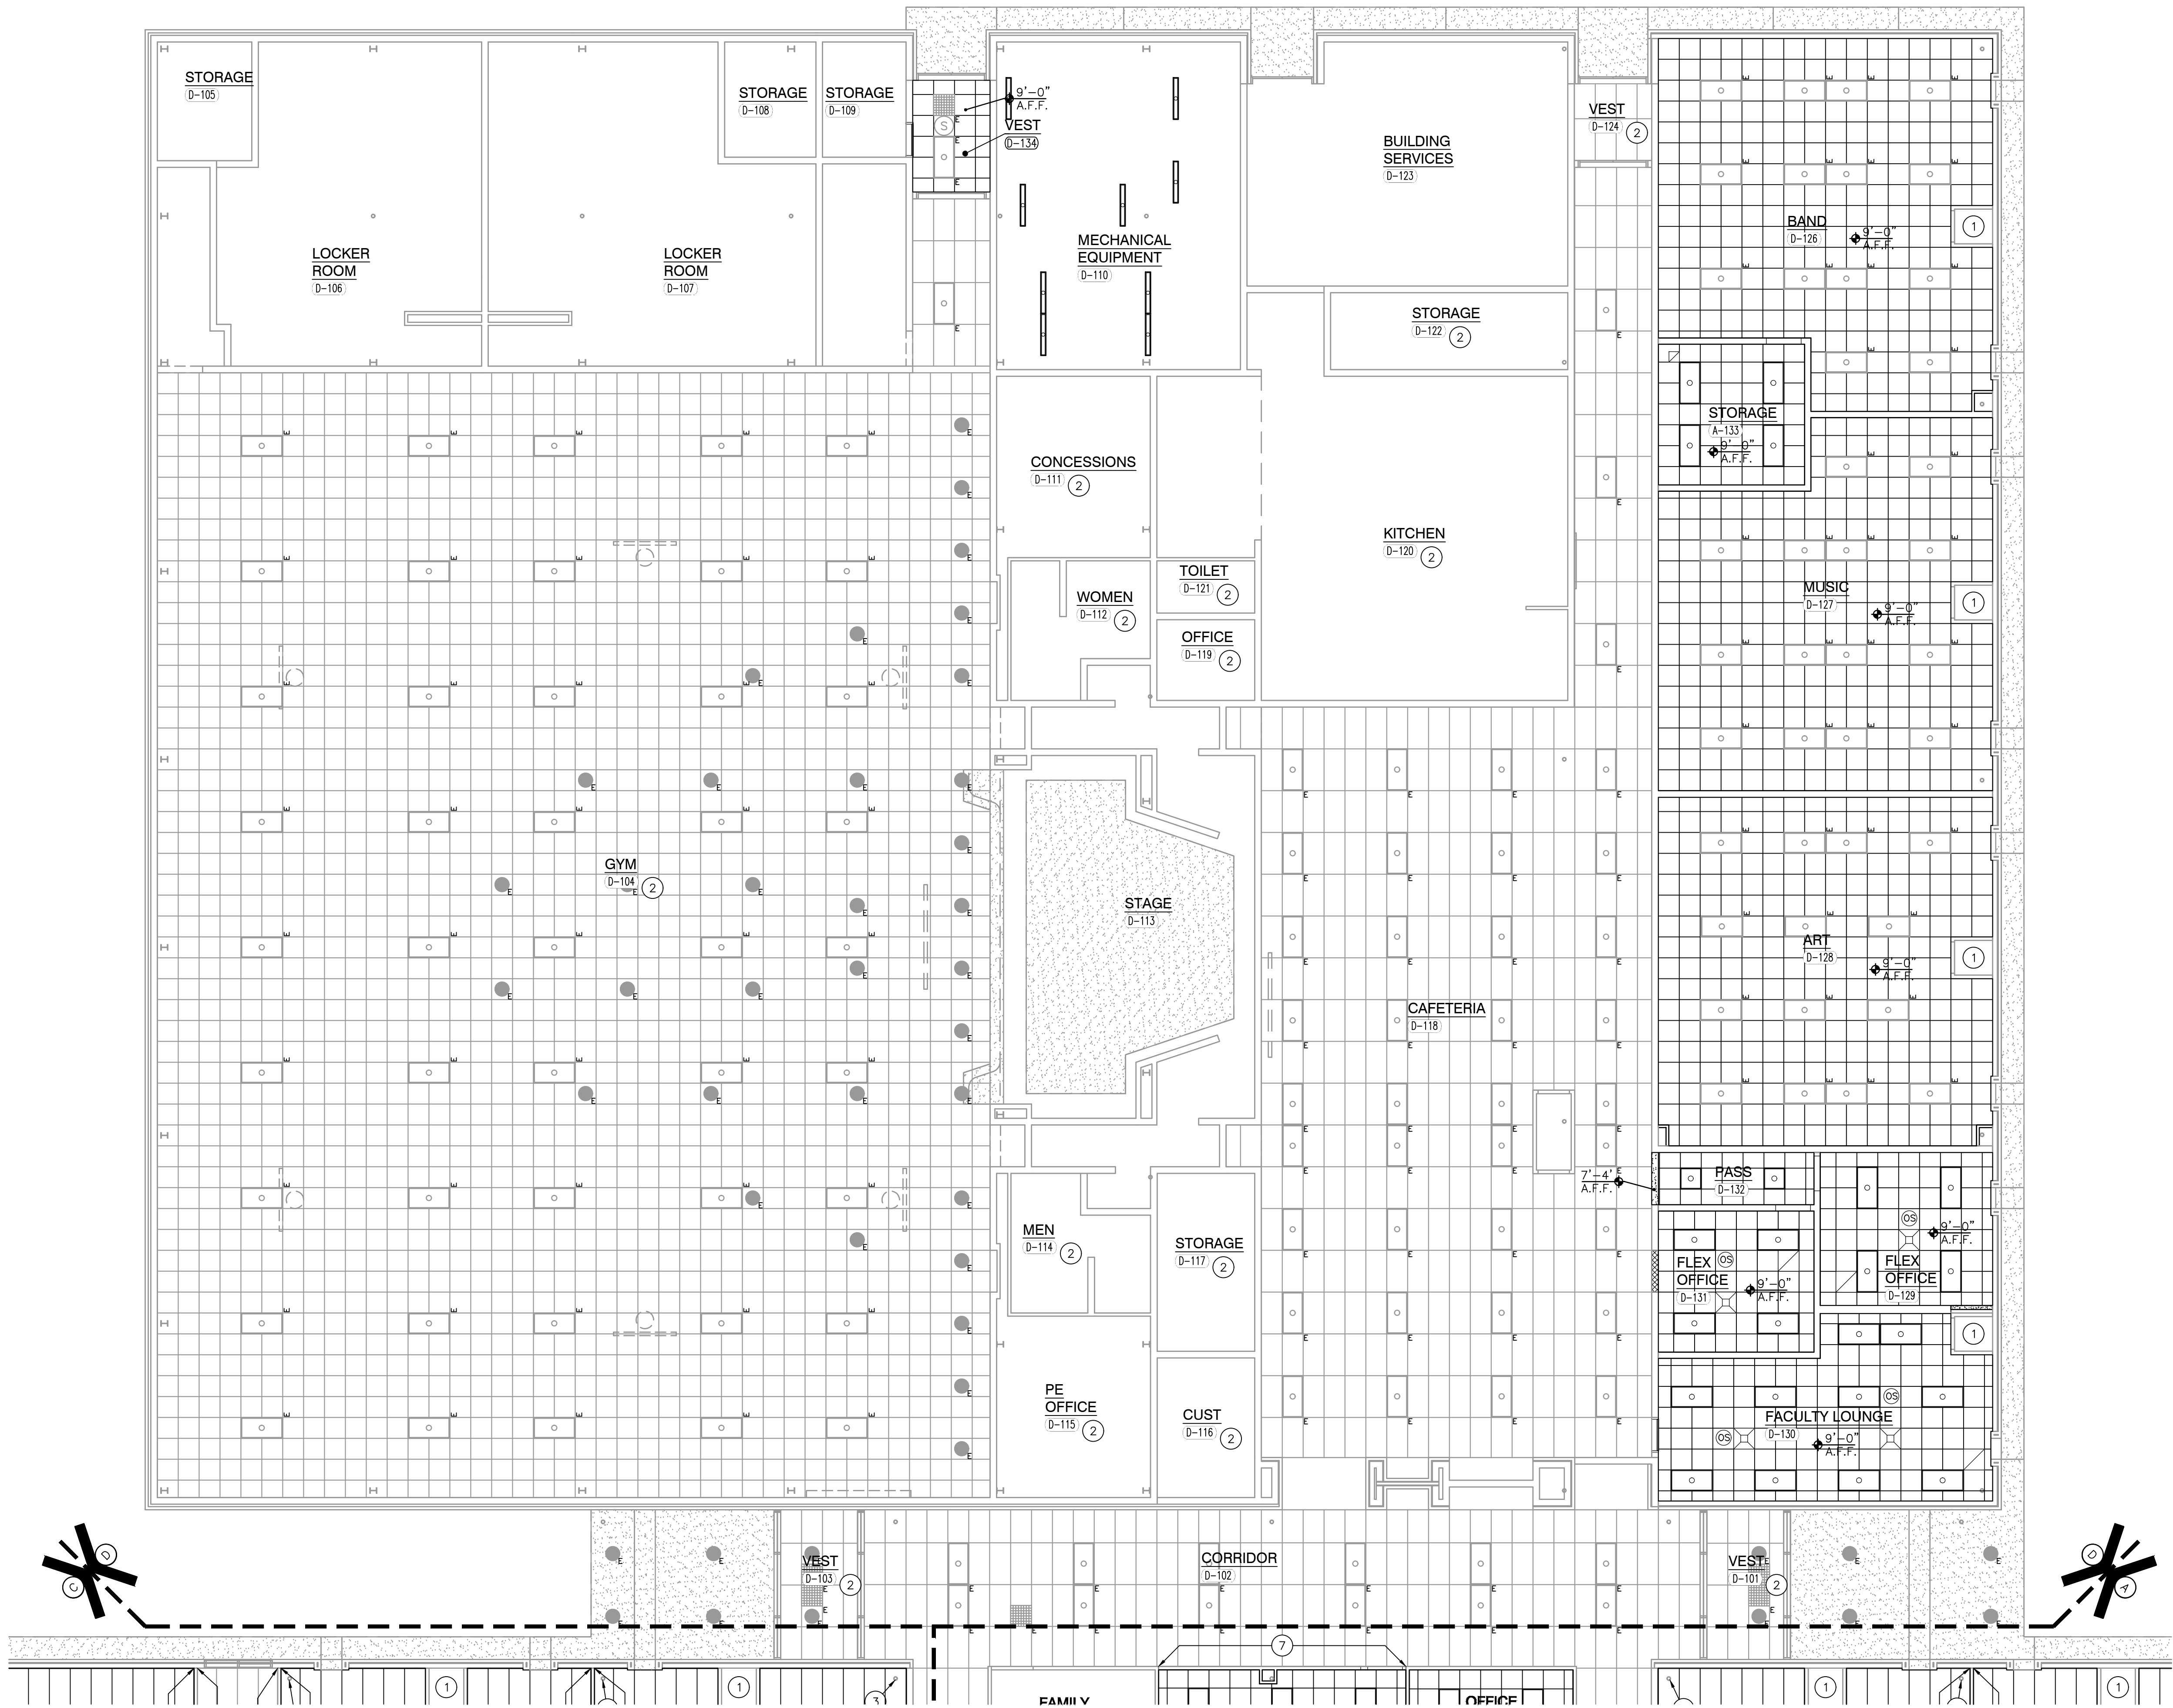 STORAGE
D-105
STORAGE
D-108
STORAGE
D-109
9'-0"
A.F.F.
VEST
D-134
S
E
E
E
LOCKER
ROOM
D-106
LOCKER
ROOM
D-107
MECHANICAL
EQUIPMENT
D-110
BUILDING
SERVICES
D-123
VEST
D-124
2
STORAGE
D-122
2
BAND
D-126
9'-0"
A.F.F.
1
STORAGE
A-133
9'-0"
A.F.F.
CONCESSIONS
D-111
2
KITCHEN
D-120
2
TOILET
D-121
2
WOMEN
D-112
2
OFFICE
D-119
2
MUSIC
D-127
9'-0"
A.F.F.
1
GYM
D-104
2
STAGE
D-113
CAFETERIA
D-118
ART
D-128
9'-0"
A.F.F.
1
7'-4'
A.F.F.
PASS
D-132
MEN
D-114
2
STORAGE
D-117
2
FLEX
OFFICE
D-131
OS
9'-0"
A.F.F.
OS
9'-0"
A.F.F.
FLEX
OFFICE
D-129
1
PE
OFFICE
D-115
2
CUST
D-116
2
OS
FACULTY LOUNGE
D-130
OS
9'-0"
A.F.F.
VEST
D-103
2
CORRIDOR
D-102
VEST
D-101
2
D
C
D
A
7
1
1
3
FAMILY
OFFICE
1
1